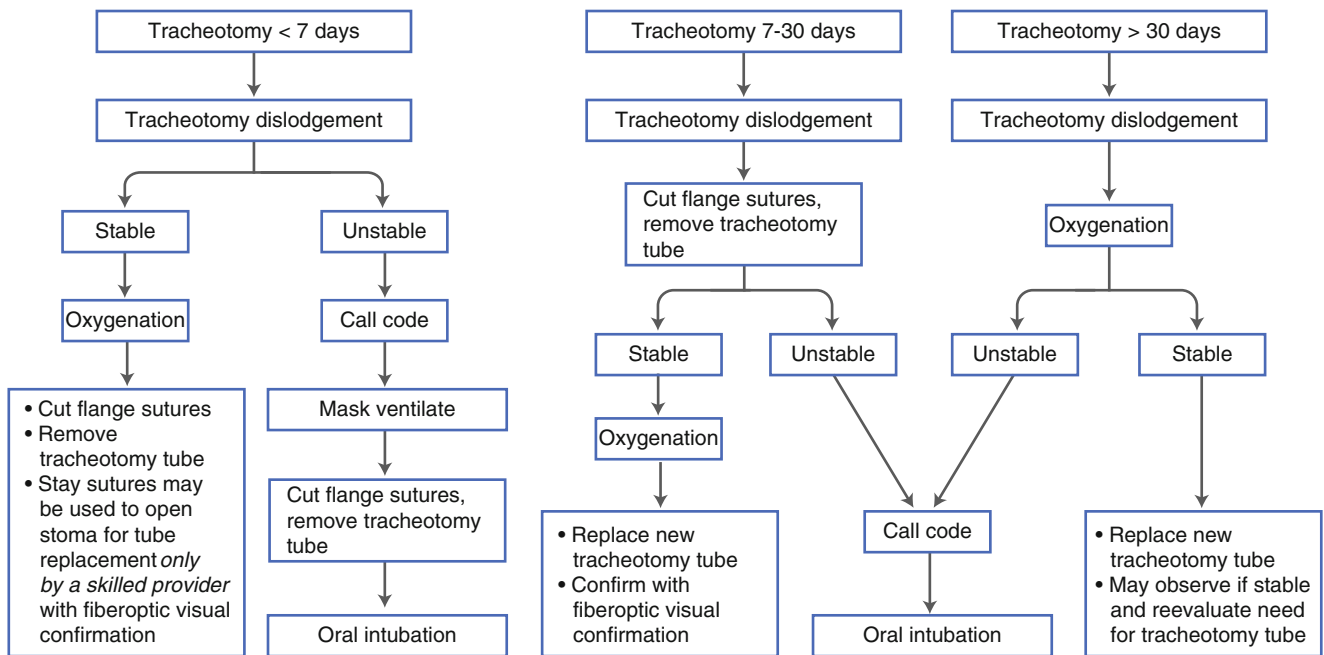 Tracheotomy < 7 days
Tracheotomy dislodgement
Stable
Unstable
Oxygenation
Call code
• Cut flange sutures
• Remove
tracheotomy tube
• Stay sutures may
be used to open
stoma for tube
replacement only
by a skilled provider
with fiberoptic visual
confirmation
Mask ventilate
Cut flange sutures,
remove tracheotomy
tube
Oral intubation
Tracheotomy 7-30 days
Tracheotomy dislodgement
Cut flange sutures,
remove tracheotomy
tube
Stable
Unstable
Oxygenation
• Replace new
tracheotomy tube
• Confirm with
fiberoptic visual
confirmation
Tracheotomy > 30 days
Tracheotomy dislodgement
Oxygenation
Unstable
Stable
Call code
Oral intubation
• Replace new
tracheotomy tube
• May observe if stable
and reevaluate need
for tracheotomy tube